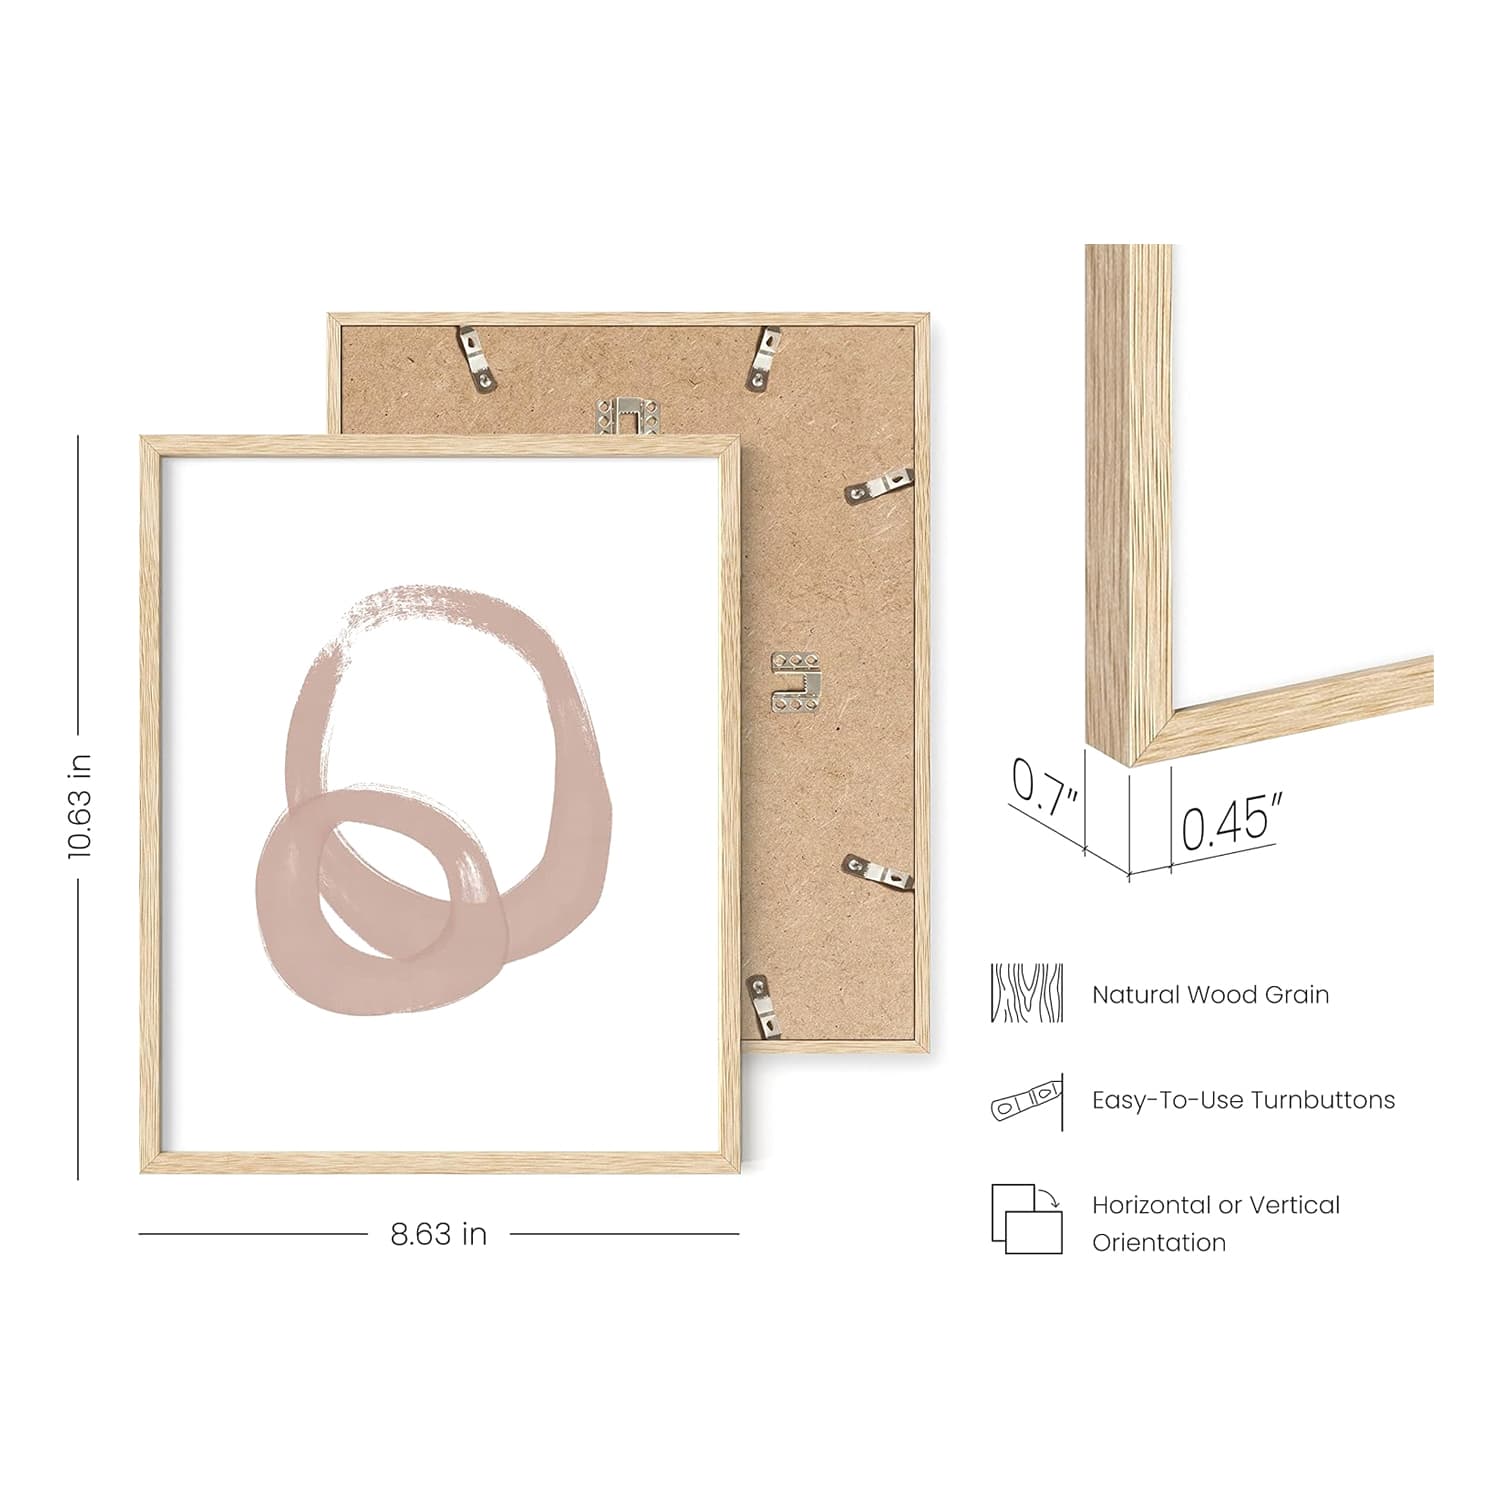 10.63 in
8.63 in
0.7"
0.45"
Natural Wood Grain
Easy-To-Use Turnbuttons
Horizontal or Vertical
Orientation